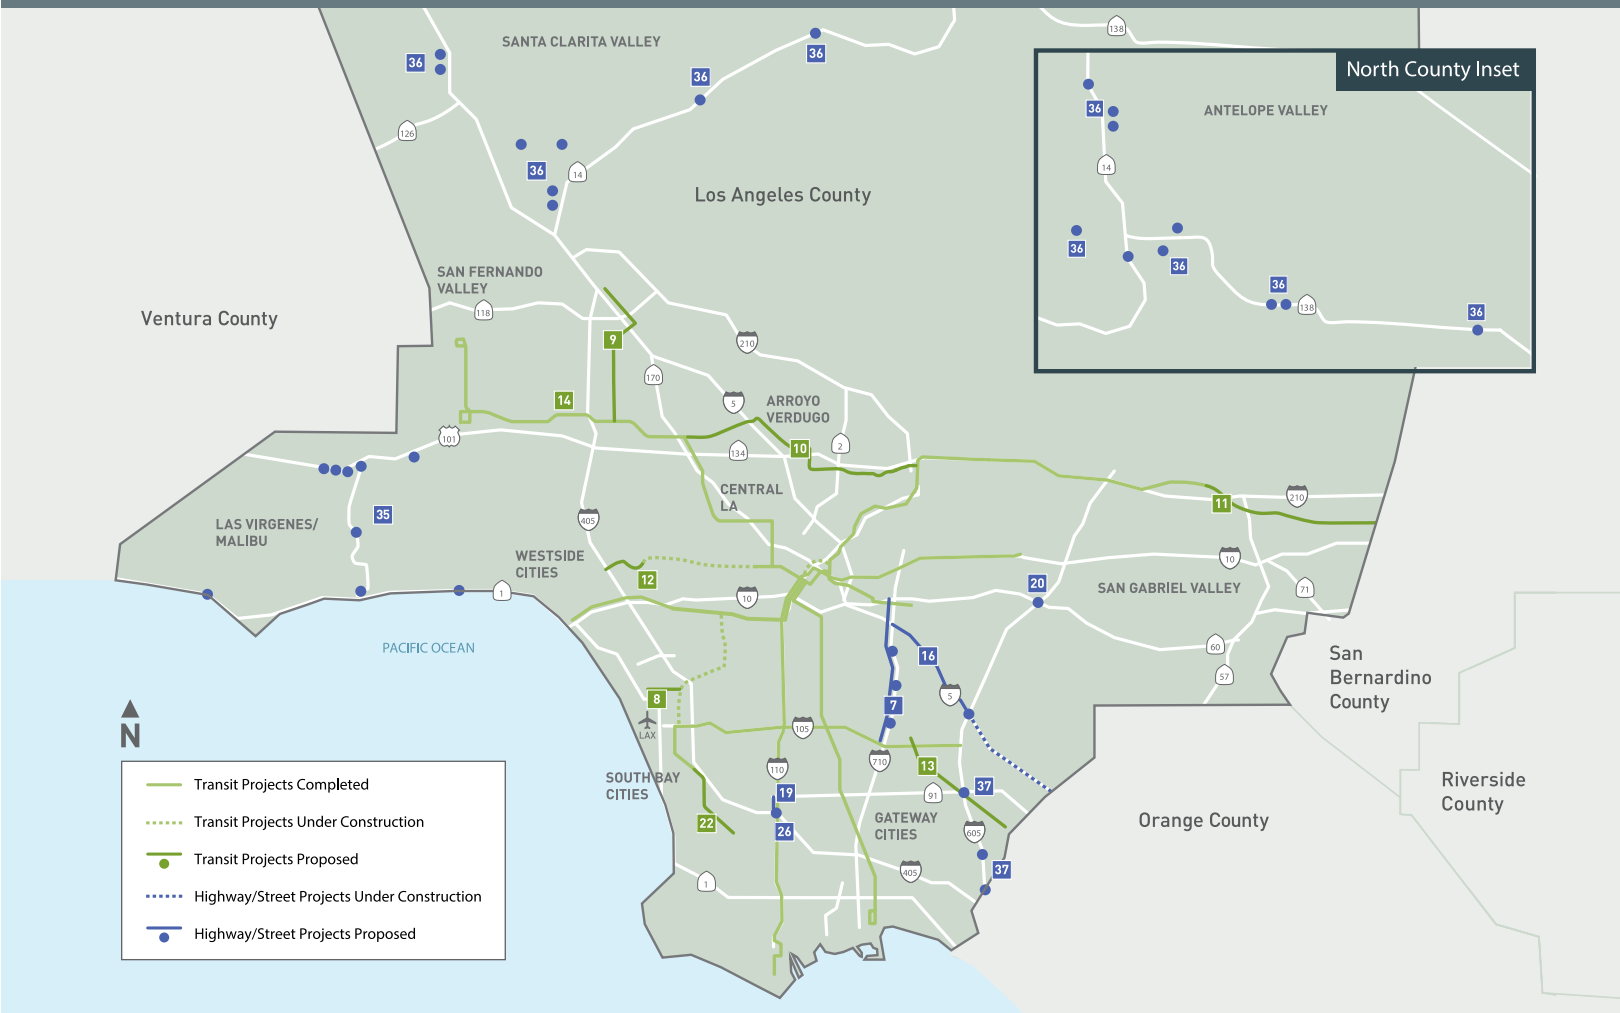 SANTA CLARITA VALLEY
138
36
36
36
North County Inset
ANTELOPE VALLEY
36
126
14
36
14
Los Angeles County
36
36
SAN FERNANDO
VALLEY
36
138
36
118
Ventura County
9
210
170
14
5
ARROYO
VERDUGO
101
134
10
2
CENTRAL
LA
210
11
35
405
LAS VIRGENES/
MALIBU
WESTSIDE
CITIES
12
10
10
20
SAN GABRIEL VALLEY
71
1
PACIFIC OCEAN
16
60
57
San
Bernardino
County
5
8
7
LAX
N
105
710
110
13
SOUTH BAY
CITIES
19
91
37
Riverside
County
22
26
GATEWAY
CITIES
605
Orange County
405
37
1
Transit Projects Completed
Transit Projects Under Construction
Transit Projects Proposed
Highway/Street Projects Under Construction
Highway/Street Projects Proposed